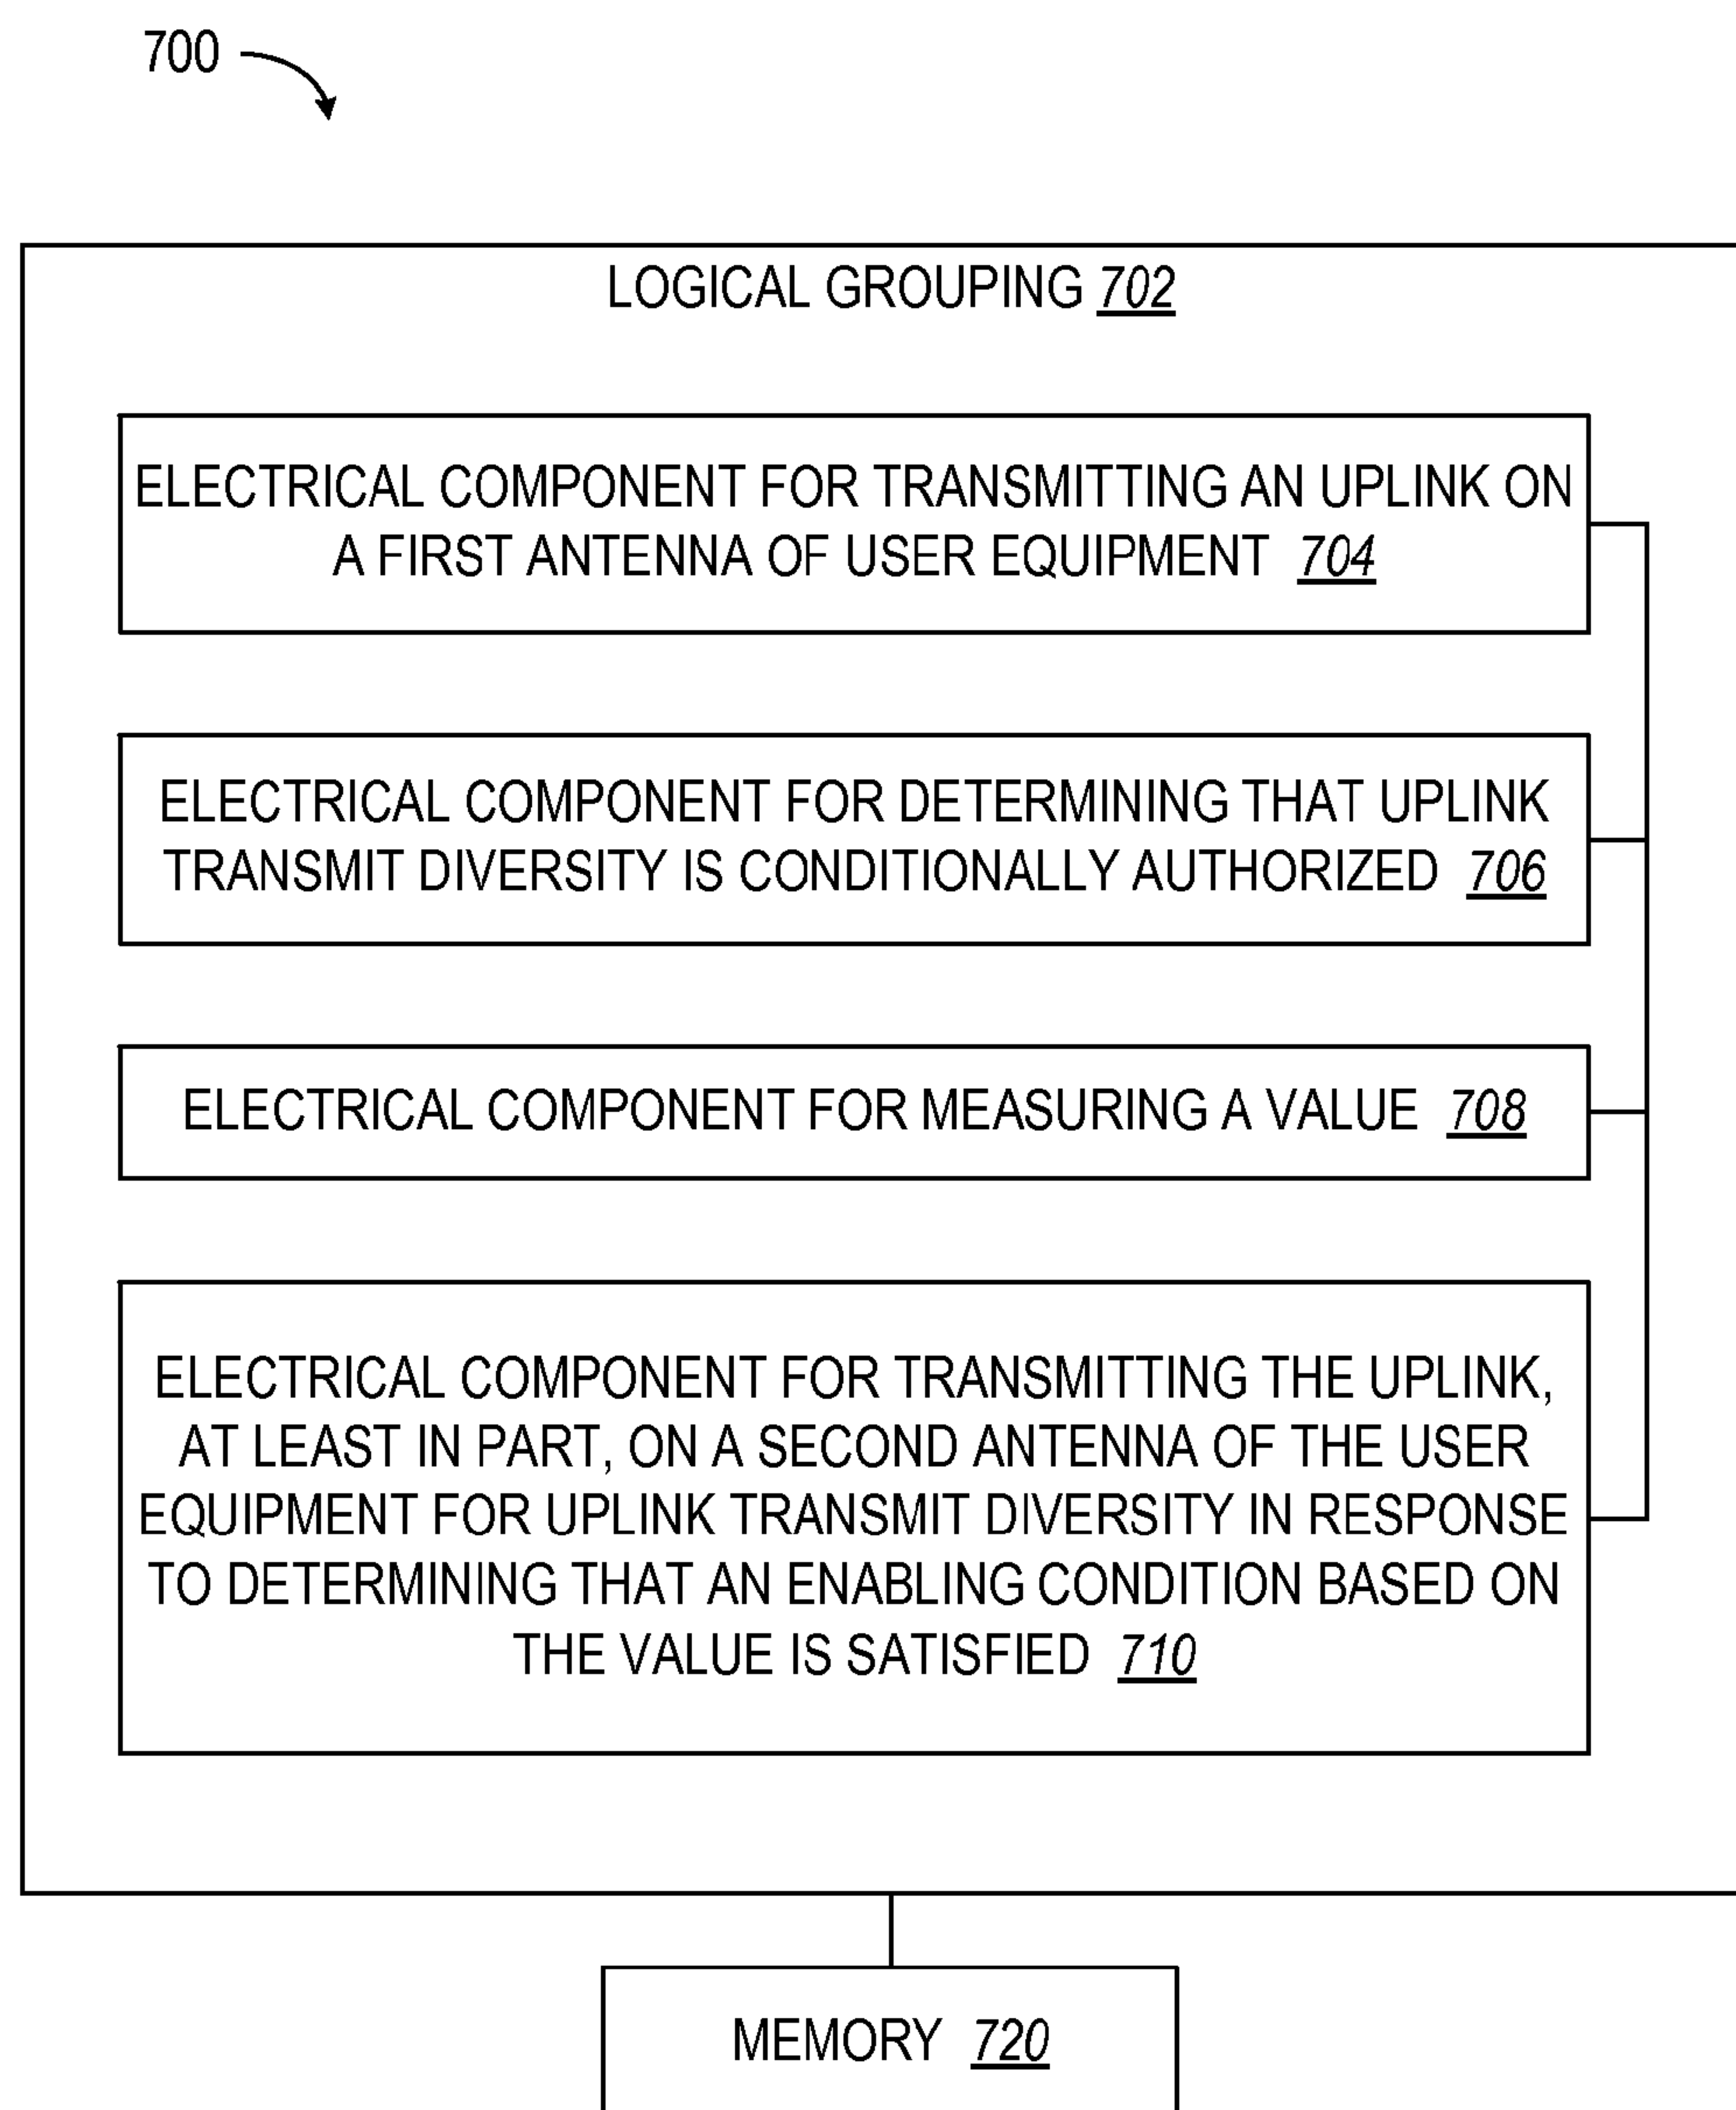 700
LOGICAL GROUPING 702
ELECTRICAL COMPONENT FOR TRANSMITTING AN UPLINK ON
A FIRST ANTENNA OF USER EQUIPMENT 704
ELECTRICAL COMPONENT FOR DETERMINING THAT UPLINK
TRANSMIT DIVERSITY IS CONDITIONALLY AUTHORIZED 706
ELECTRICAL COMPONENT FOR MEASURING A VALUE 708
ELECTRICAL COMPONENT FOR TRANSMITTING THE UPLINK,
AT LEAST IN PART, ON A SECOND ANTENNA OF THE USER
EQUIPMENT FOR UPLINK TRANSMIT DIVERSITY IN RESPONSE
TO DETERMINING THAT AN ENABLING CONDITION BASED ON
THE VALUE IS SATISFIED 710
MEMORY 720